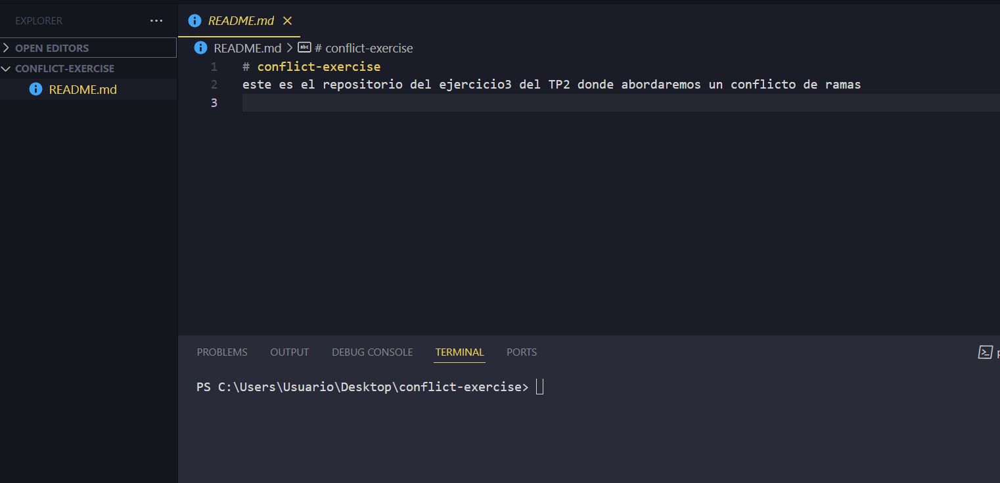 EXPLORER
OPEN EDITORS
CONFLICT-EXERCISE
README.md
README.md
README.md > # conflict-exercise
1 # conflict-exercise
2 este es el repositorio del ejercicio3 del TP2 donde abordaremos un conflicto de ramas
3
PROBLEMS OUTPUT DEBUG CONSOLE TERMINAL PORTS
PS C:\Users\Usuario\Desktop\conflict-exercise>